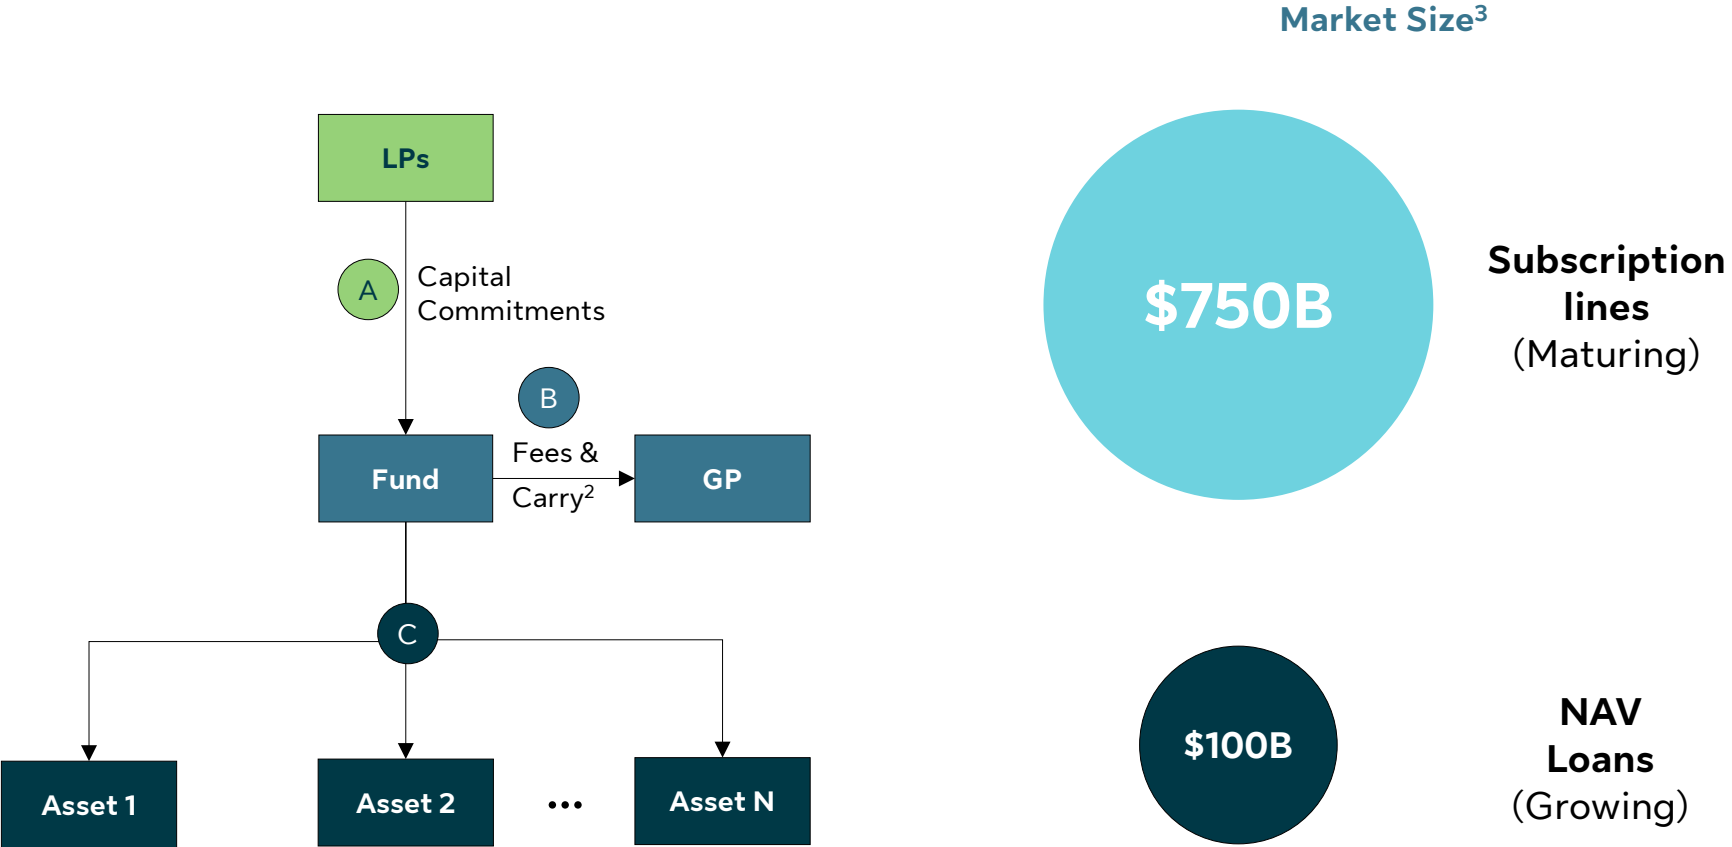 Market Size³
LPs
A
Capital
Commitments
B
Fees &
Carry²
Fund
GP
C
Asset 1
Asset 2
...
Asset N
$750B
Subscription
lines
(Maturing)
$100B
NAV
Loans
(Growing)